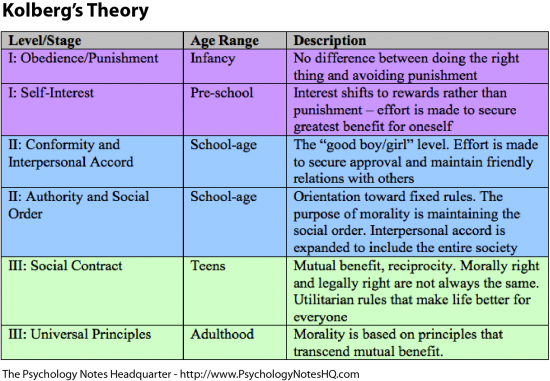 Kolberg's Theory
Level/Stage Age Range Description
I: Obedience/Punishment Infancy No difference between doing the right
thing and avoiding punishment
I: Self-Interest Pre-school Interest shifts to rewards rather than
punishment – effort is made to secure
greatest benefit for oneself
II: Conformity and School-age The "good boy/girl" level. Effort is made
Interpersonal Accord to secure approval and maintain friendly
relations with others
II: Authority and Social School-age Orientation toward fixed rules. The
Order purpose of morality is maintaining the
social order. Interpersonal accord is
expanded to include the entire society
III: Social Contract Teens Mutual benefit, reciprocity. Morally right
and legally right are not always the same.
Utilitarian rules that make life better for
everyone
III: Universal Principles Adulthood Morality is based on principles that
transcend mutual benefit.
The Psychology Notes Headquarter - http://www.PsychologyNotesHQ.com